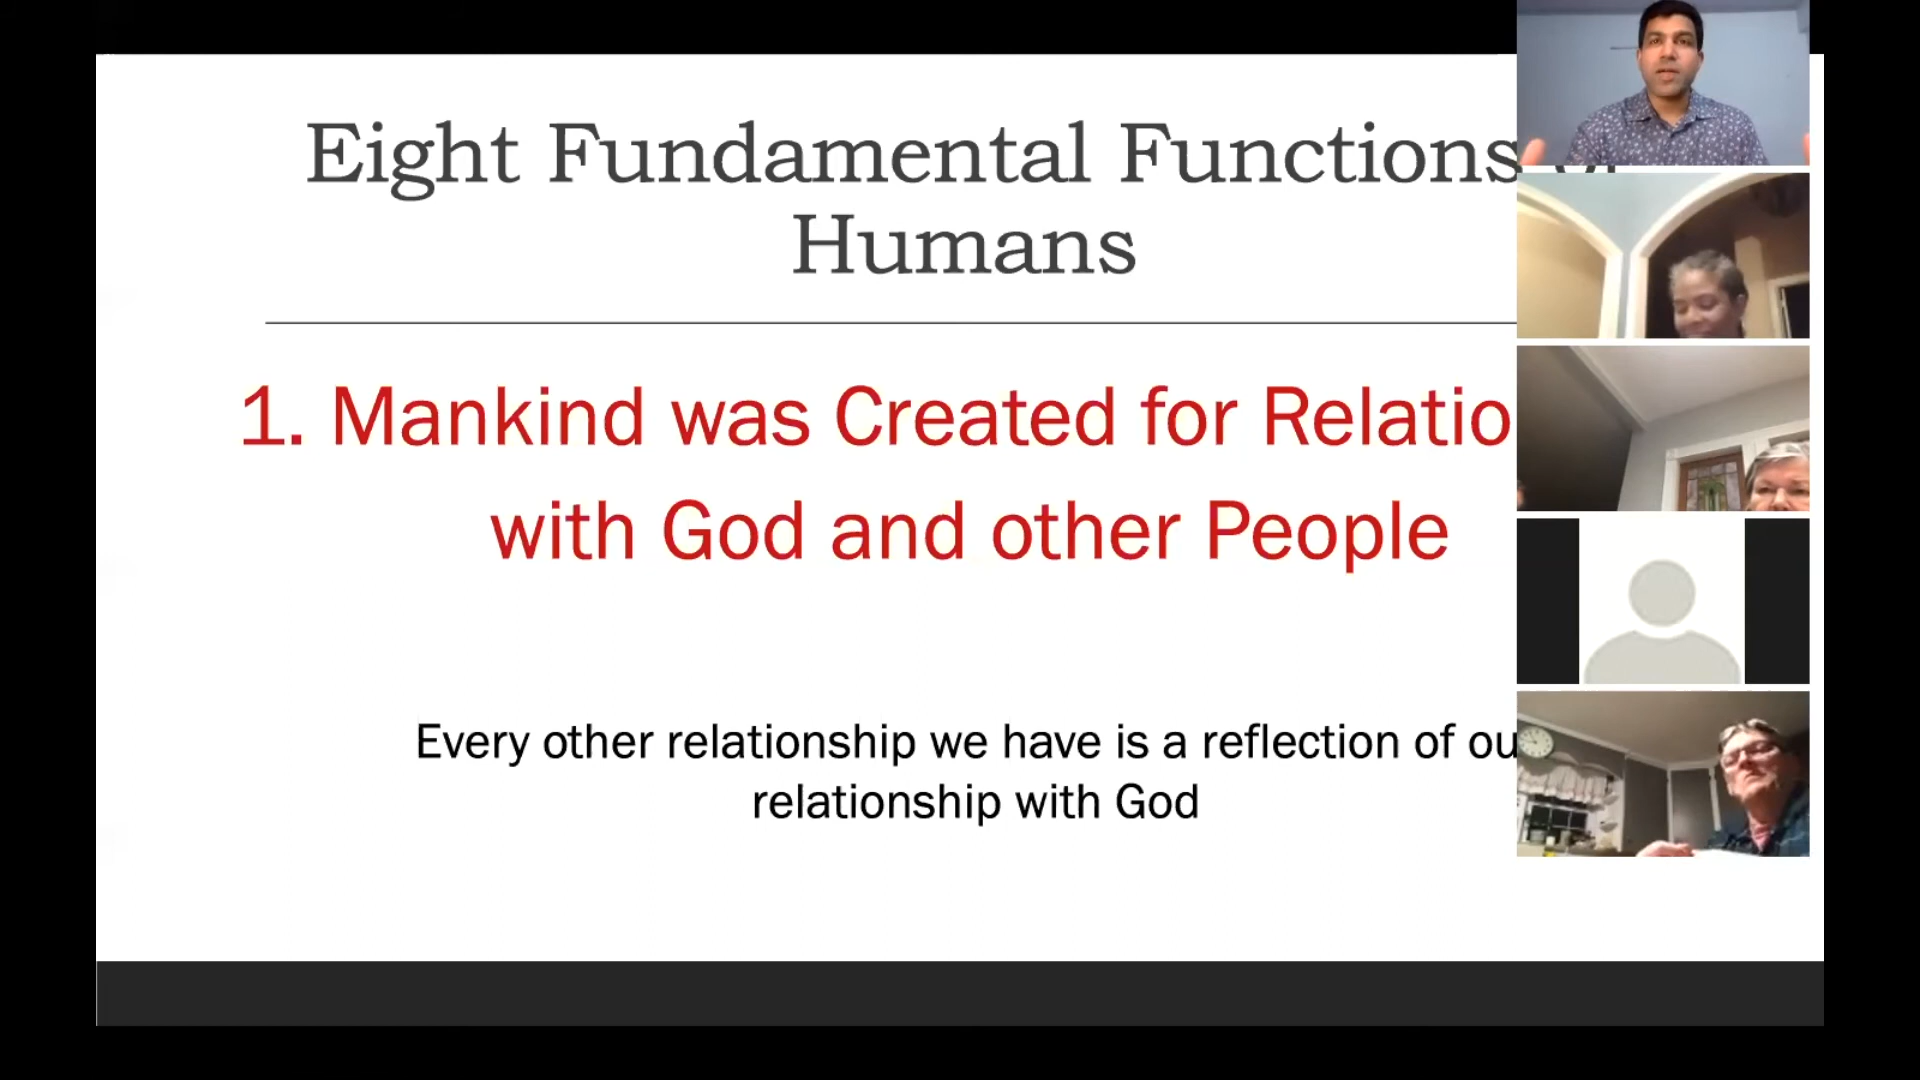 Eight Fundamental Functions of
Humans
1. Mankind was Created for Relatio
with God and other People
Every other relationship we have is a reflection of ou
relationship with God